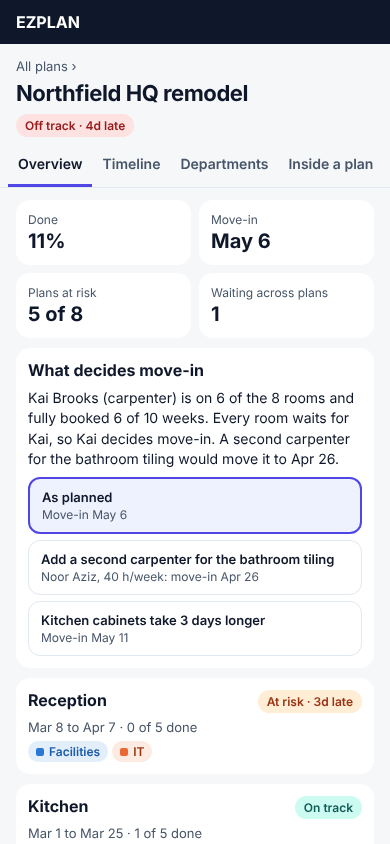 EZPLAN
All plans ›
Northfield HQ remodel
Off track · 4d late
Overview Timeline Departments Inside a plan
Done
11%
Move-in
May 6
Plans at risk
5 of 8
Waiting across plans
1
What decides move-in
Kai Brooks (carpenter) is on 6 of the 8 rooms and
fully booked 6 of 10 weeks. Every room waits for
Kai, so Kai decides move-in. A second carpenter
for the bathroom tiling would move it to Apr 26.
As planned
Move-in May 6
Add a second carpenter for the bathroom tiling
Noor Aziz, 40 h/week: move-in Apr 26
Kitchen cabinets take 3 days longer
Move-in May 11
Reception
At risk · 3d late
Mar 8 to Apr 7 · 0 of 5 done
Facilities IT
Kitchen
On track
Mar 1 to Mar 25 · 1 of 5 done